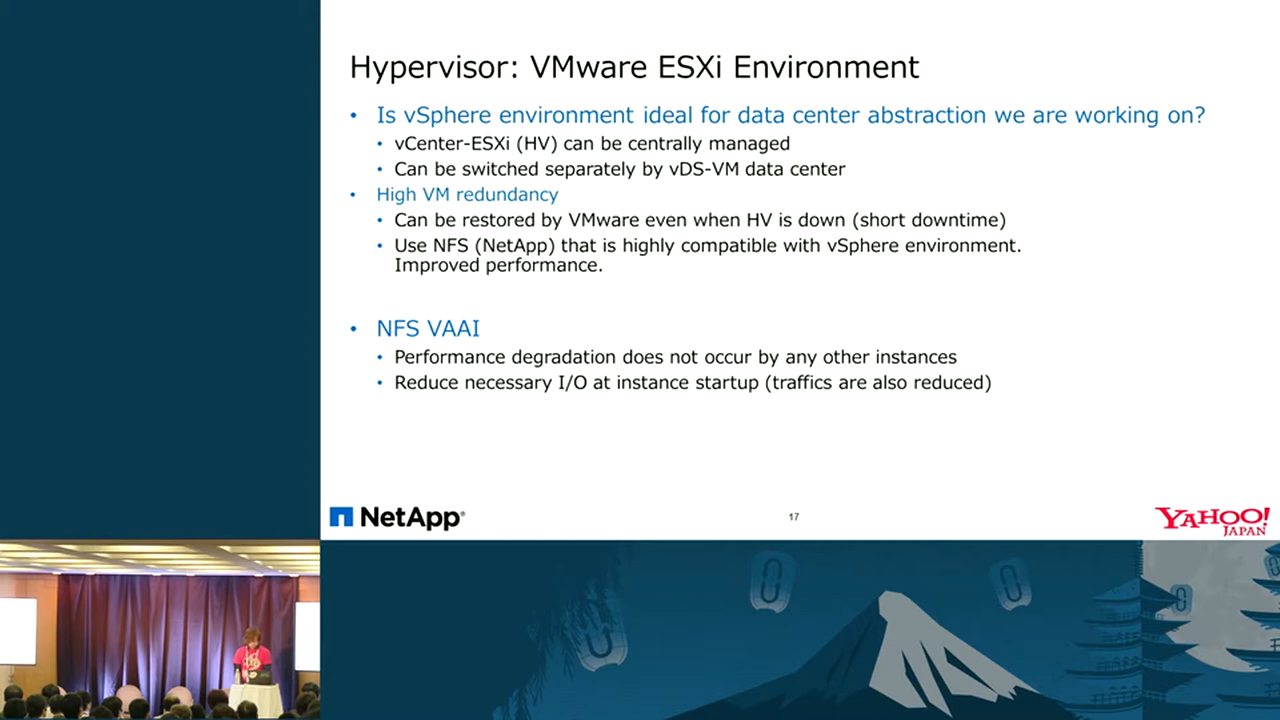 Hypervisor: VMware ESXi Environment
• Is vSphere environment ideal for data center abstraction we are working on?
• vCenter-ESXi (HV) can be centrally managed
• Can be switched separately by vDS-VM data center
• High VM redundancy
• Can be restored by VMware even when HV is down (short downtime)
• Use NFS (NetApp) that is highly compatible with vSphere environment.
Improved performance.
• NFS VAAI
• Performance degradation does not occur by any other instances
• Reduce necessary I/O at instance startup (traffics are also reduced)
NetApp®
17
YAHOO!
JAPAN